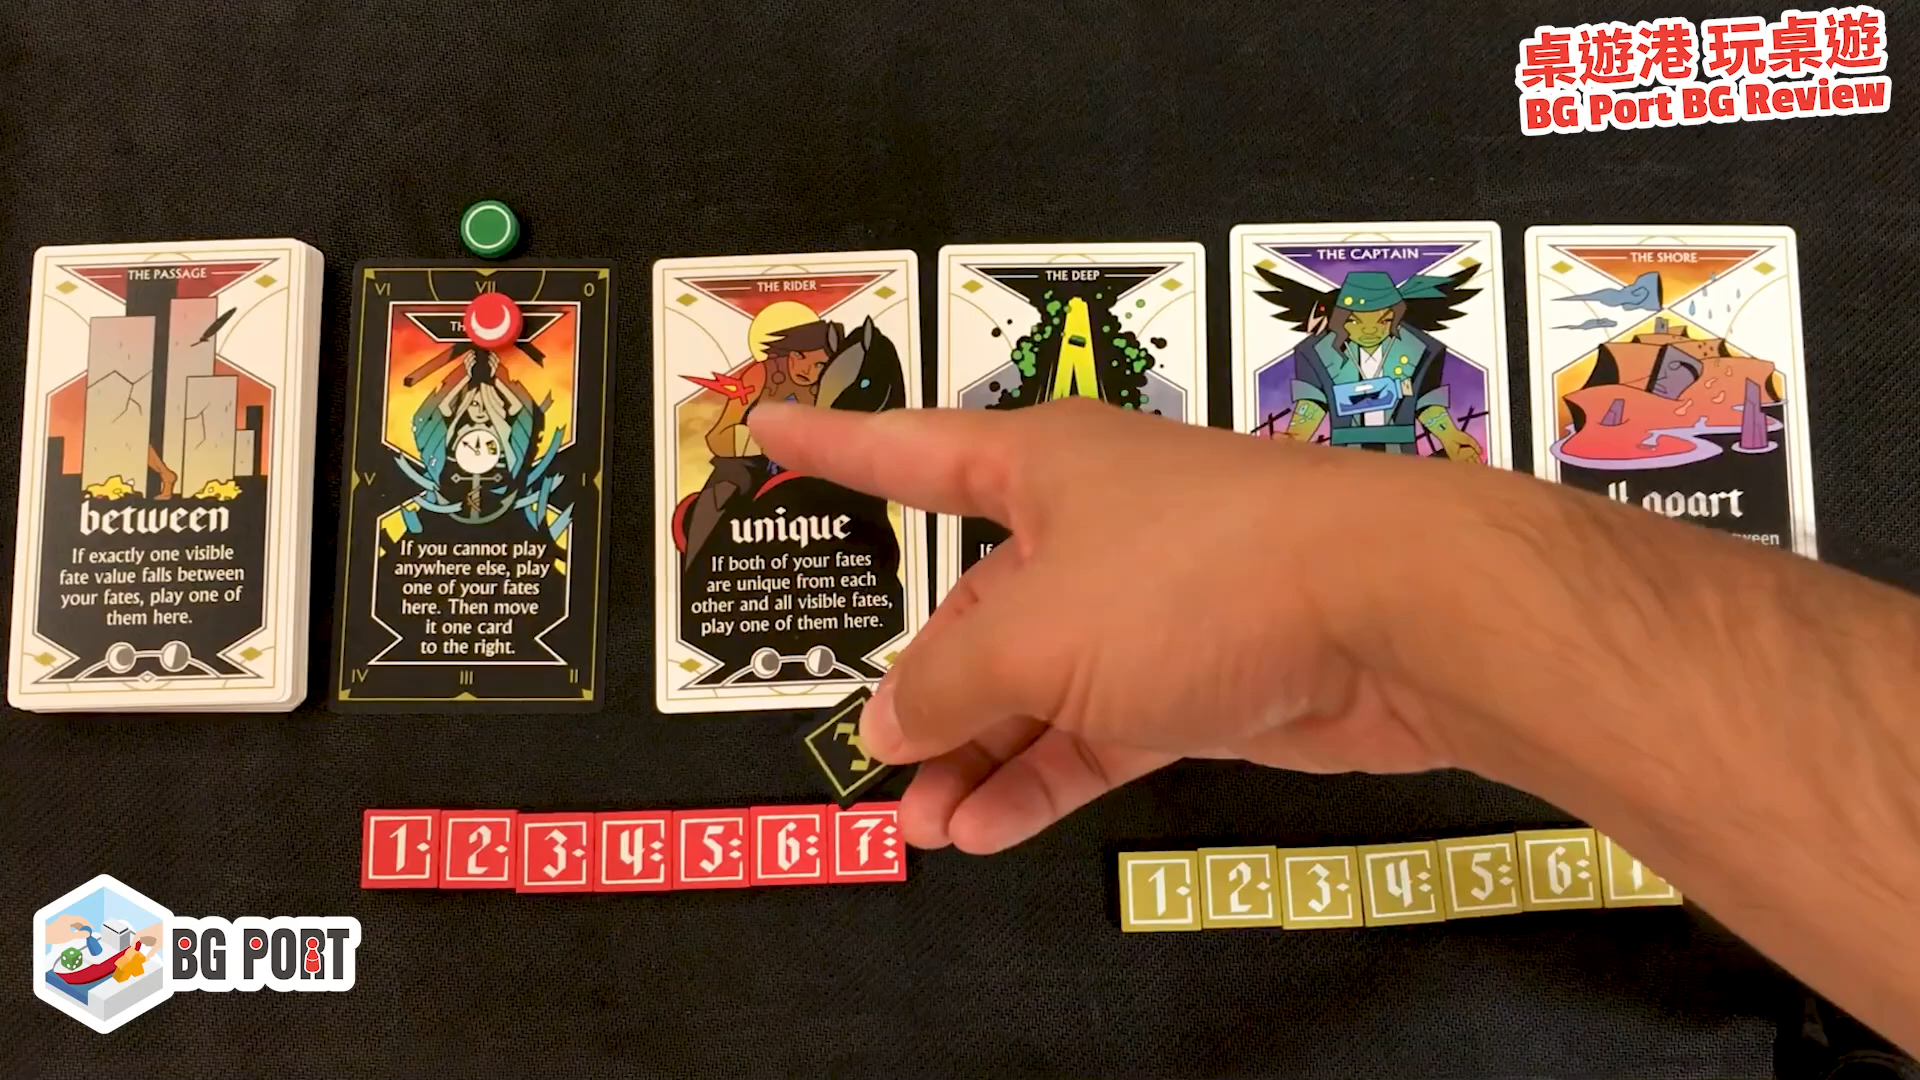 桌遊港 玩桌遊
BG Port BG Review
THE PASSAGE
between
If exactly one visible
fate value falls between
your fates, play one of
them here.
VI
VII
0
V
I
If you cannot play
anywhere else, play
one of your fates
here. Then move
it one card
to the right.
IV
III
II
THE RIDER
unique
If both of your fates
are unique from each
other and all visible fates,
play one of them here.
THE DEEP
If
THE CAPTAIN
THE SHORE
apart
3
1 2 3 4 5 6 7
1 2 3 4 5 6
BG PORT